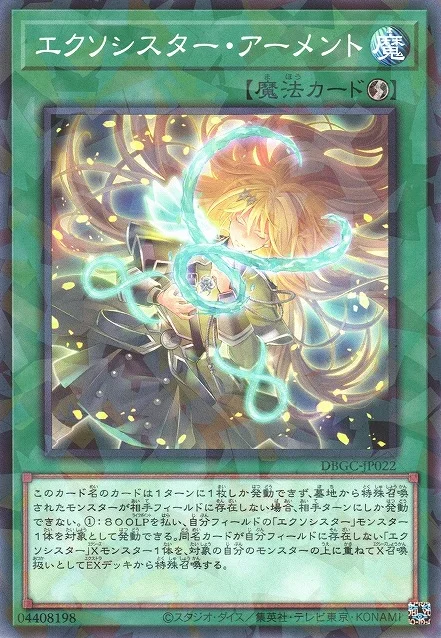 エクソシスター・アーメント
魔
【魔法カード】
DBGC-JP022
このカード名のカードは1ターンに1枚しか発動できず、墓地から特殊召喚
されたモンスターが相手フィールドに存在しない場合、相手ターンにしか発動
できない。①:800LPを払い、自分フィールドの「エクソシスター」モンスター
1体を対象として発動できる。同名カードが自分フィールドに存在しない「エク
ソシスター」Xモンスター1体を、対象の自分のモンスターの上に重ねてX召喚
扱いとしてEXデッキから特殊召喚する。
04408198
©スタジオ・ダイス/集英社・テレビ東京・KONAMI